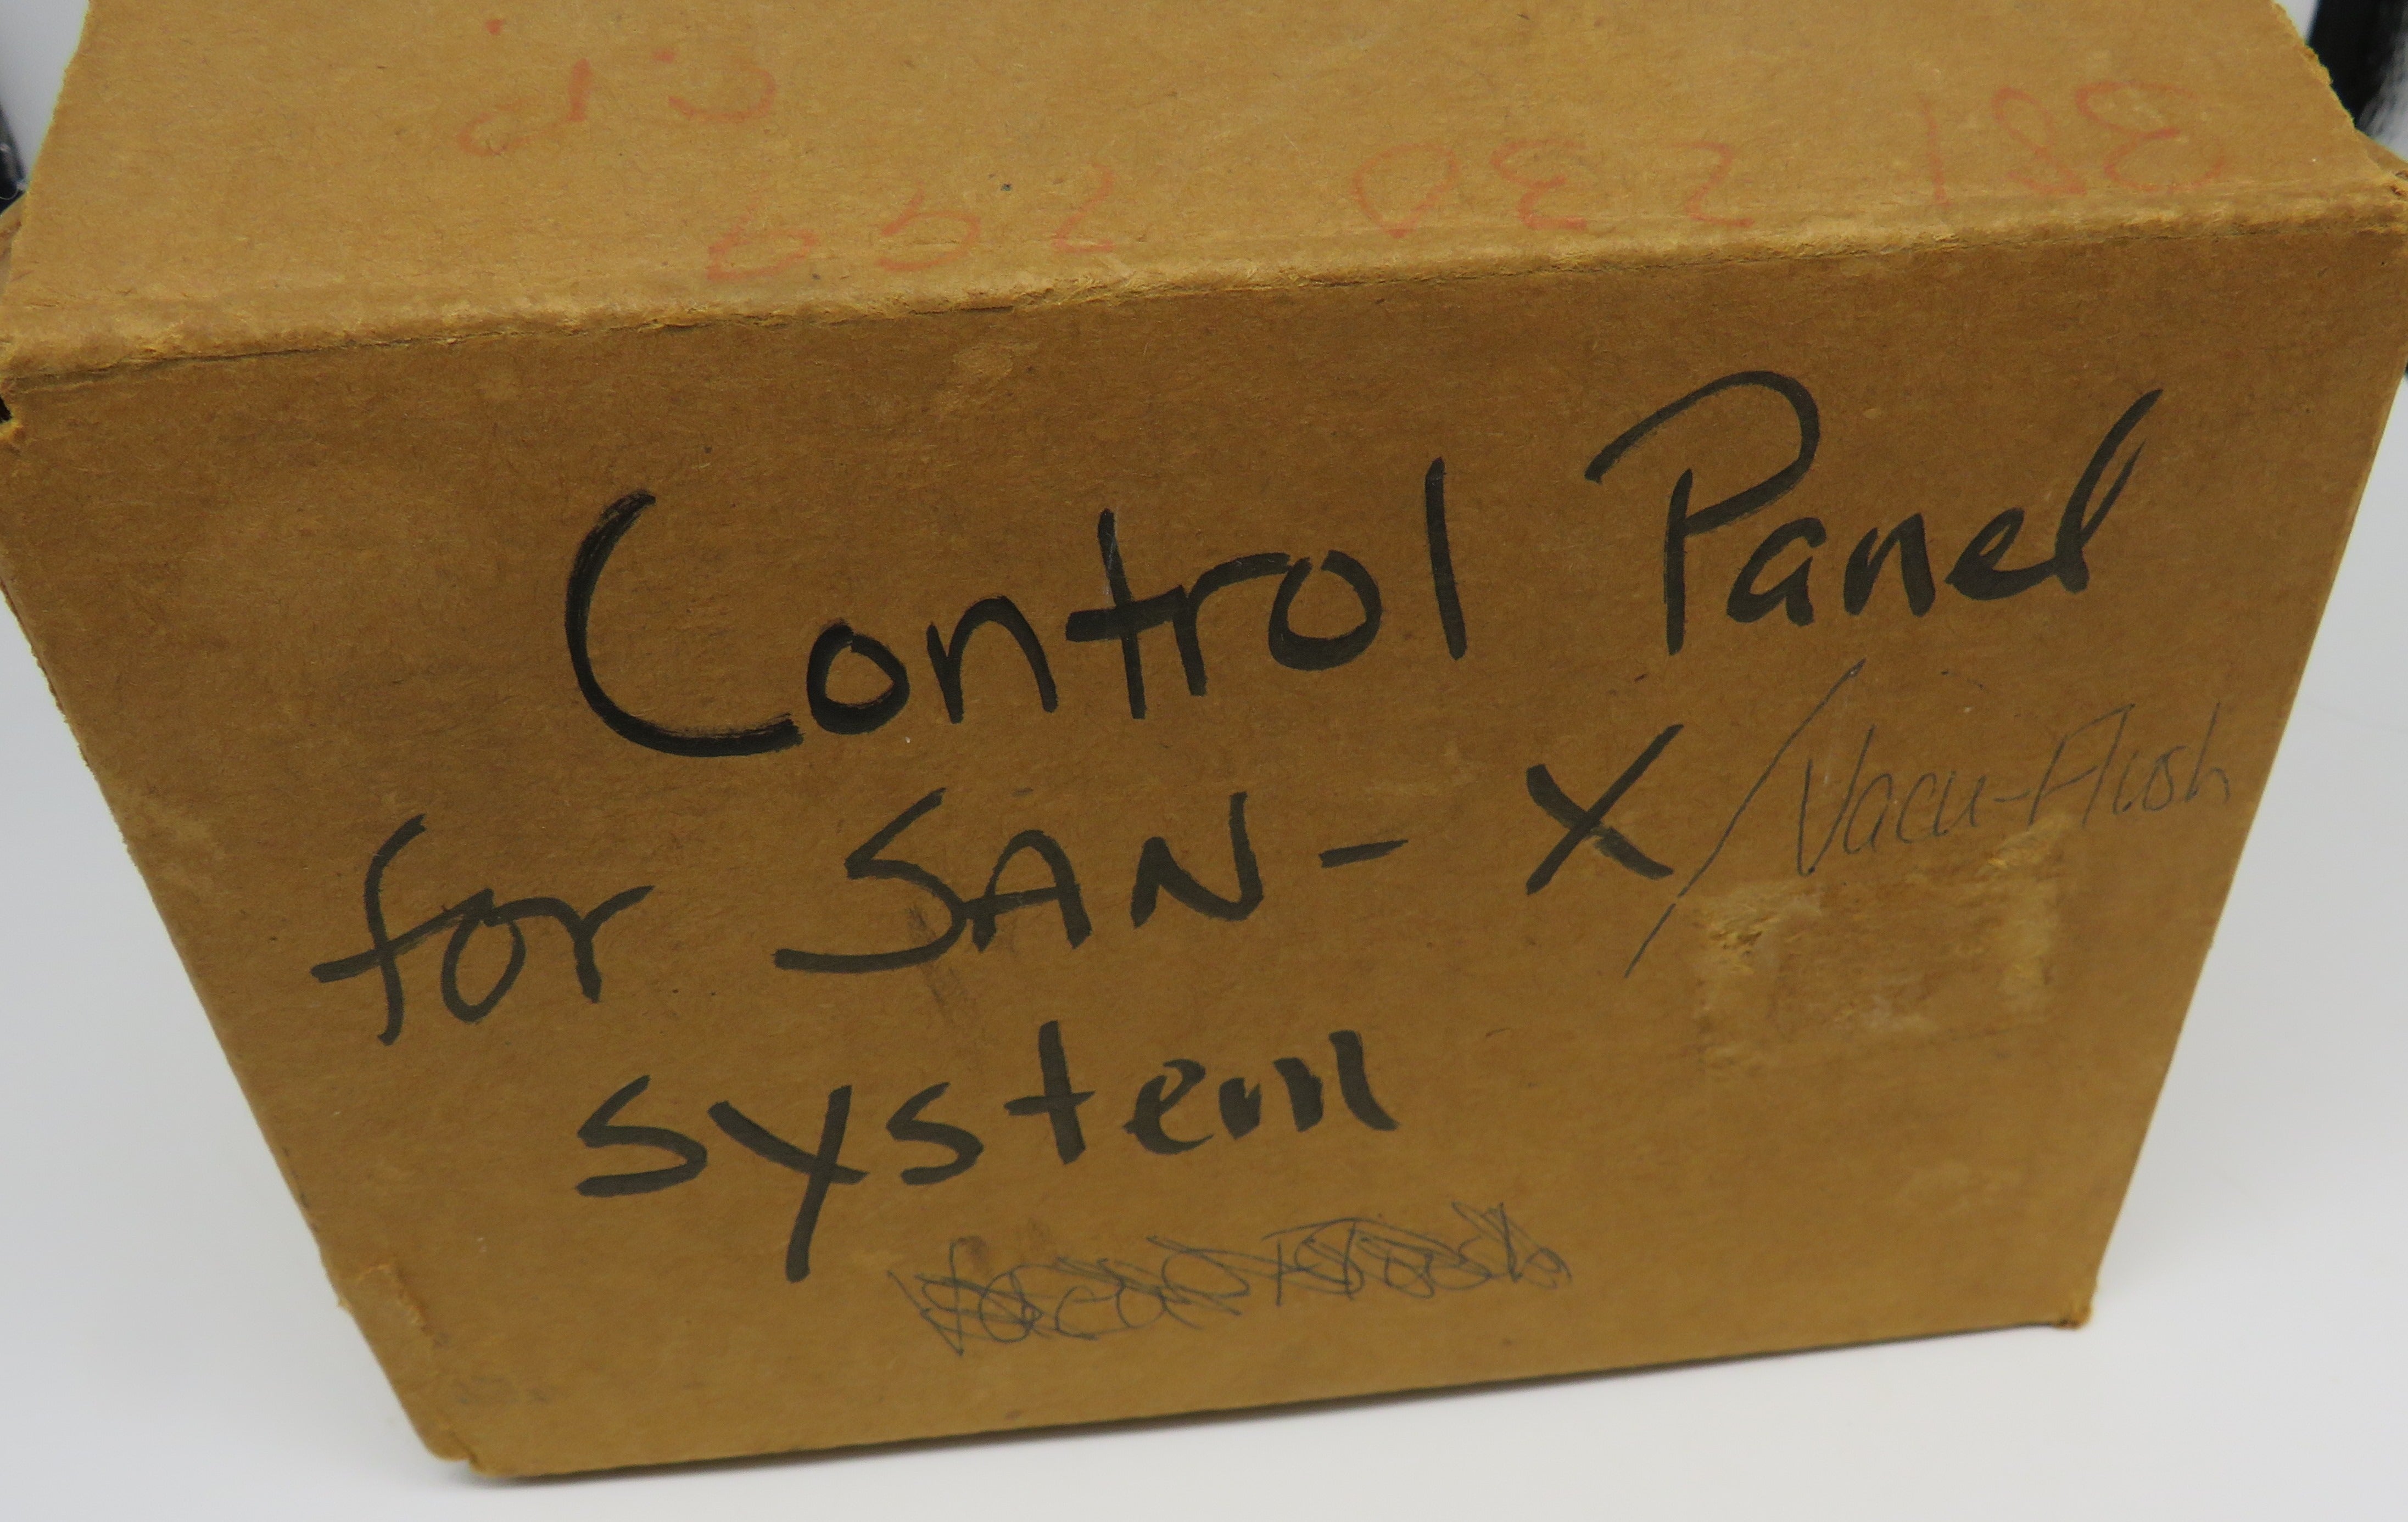 Control Panel
for SAN-X / Vacu-Flush
system